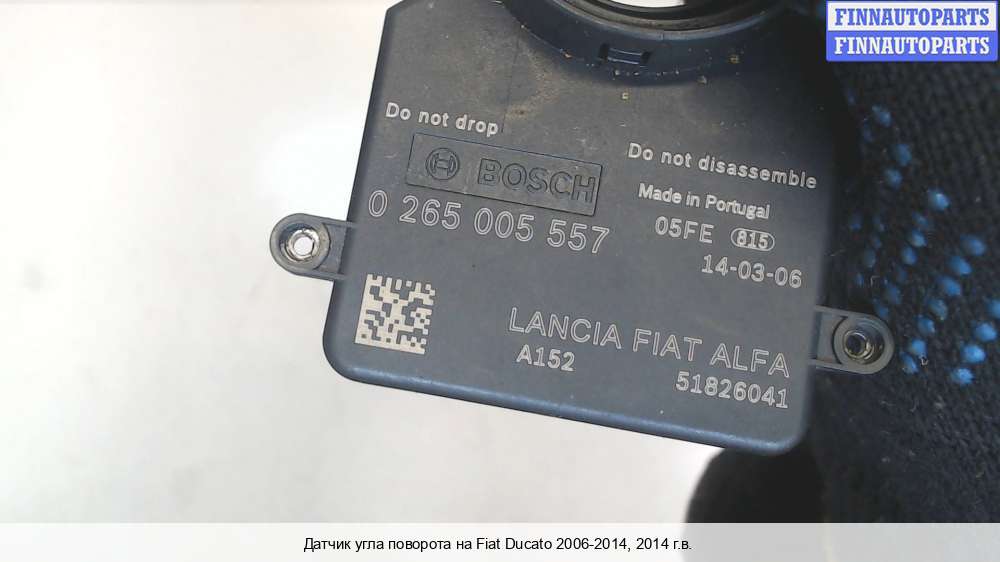 FINNAUTOPARTS
FINNAUTOPARTS
Do not drop
BOSCH
0 265 005 557
Do not disassemble
Made in Portugal
05FE 815
14-03-06
LANCIA FIAT ALFA
A152 51826041
Датчик угла поворота на Fiat Ducato 2006-2014, 2014 г.в.